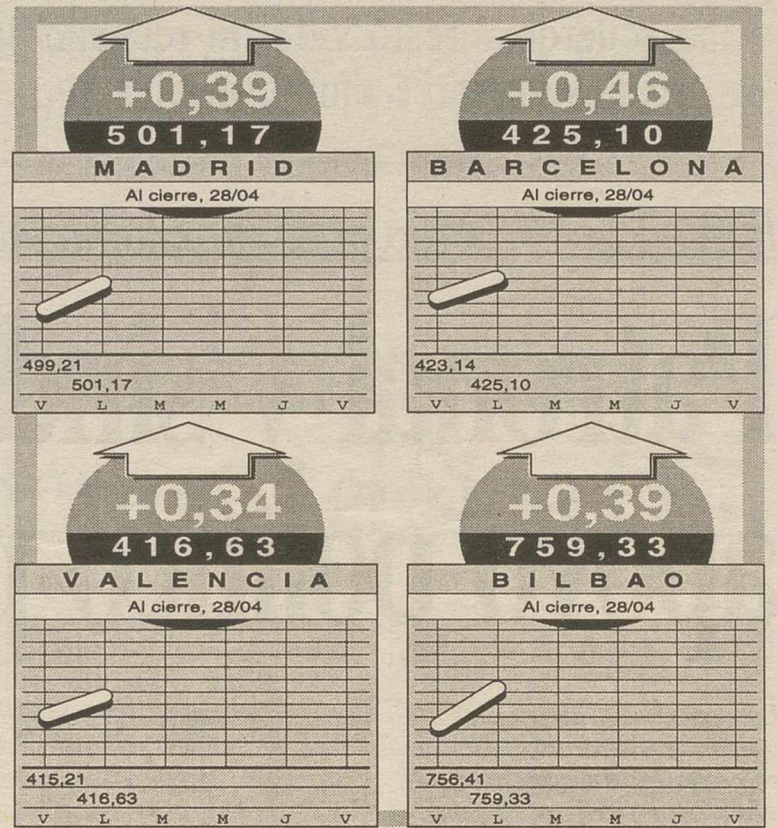 +0,39
501,17
MADRID
Al cierre, 28/04
499,21
501,17
V L M M J V
+0,46
425,10
BARCELONA
Al cierre, 28/04
423,14
425,10
V L M M J V
+0,34
416,63
VALENCIA
Al cierre, 28/04
415,21
416,63
V L M M J V
+0,39
759,33
BILBAO
Al cierre, 28/04
756,41
759,33
V L M M J V